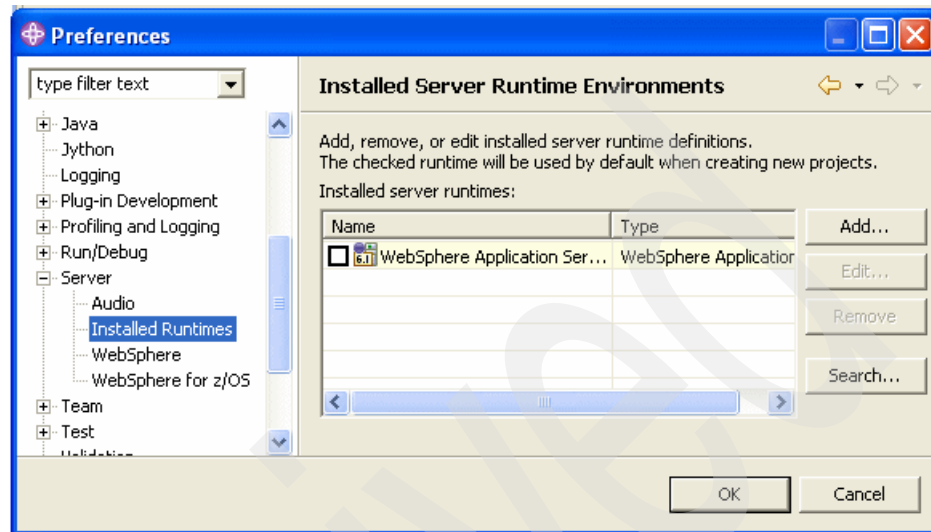 Preferences
type filter text
Java
Jython
Logging
Plug-in Development
Profiling and Logging
Run/Debug
Server
Audio
Installed Runtimes
WebSphere
WebSphere for z/OS
Team
Test
Validation
Installed Server Runtime Environments
Add, remove, or edit installed server runtime definitions.
The checked runtime will be used by default when creating new projects.
Installed server runtimes:
Name Type
6.1 WebSphere Application Ser... WebSphere Application
Add...
Edit...
Remove
Search...
OK Cancel